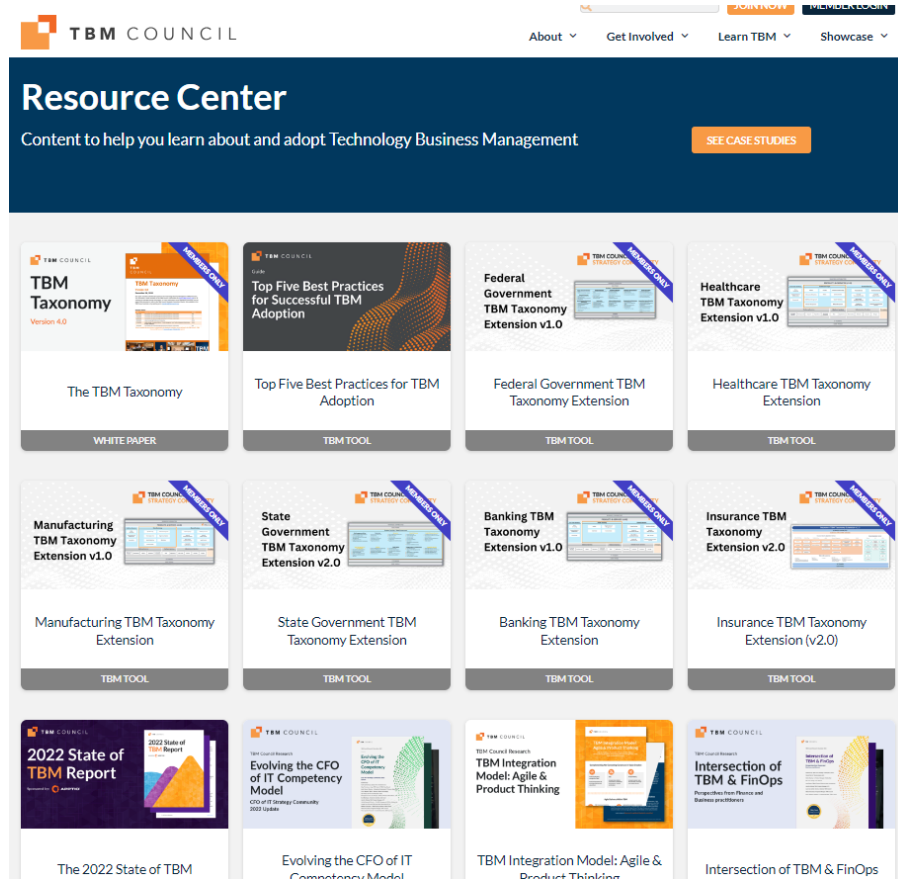 JOIN NOW
MEMBER LOGIN
TBM COUNCIL
About
Get Involved
Learn TBM
Showcase
Resource Center
Content to help you learn about and adopt Technology Business Management
SEE CASE STUDIES
TBM COUNCIL
TBM
Taxonomy
Version 4.0
TBM Taxonomy
MEMBERS ONLY
The TBM Taxonomy
WHITE PAPER
TBM COUNCIL
Guide
Top Five Best Practices
for Successful TBM
Adoption
Top Five Best Practices for TBM
Adoption
TBM TOOL
Federal
Government
TBM Taxonomy
Extension v1.0
MEMBERS ONLY
Federal Government TBM
Taxonomy Extension
TBM TOOL
Healthcare
TBM Taxonomy
Extension v1.0
MEMBERS ONLY
Healthcare TBM Taxonomy
Extension
TBM TOOL
Manufacturing
TBM Taxonomy
Extension v1.0
MEMBERS ONLY
Manufacturing TBM Taxonomy
Extension
TBM TOOL
State
Government
TBM Taxonomy
Extension v2.0
MEMBERS ONLY
State Government TBM
Taxonomy Extension
TBM TOOL
Banking TBM
Taxonomy
Extension v1.0
MEMBERS ONLY
Banking TBM Taxonomy
Extension
TBM TOOL
Insurance TBM
Taxonomy
Extension v2.0
MEMBERS ONLY
Insurance TBM Taxonomy
Extension (v2.0)
TBM TOOL
TBM COUNCIL
2022 State of
TBM Report
Sponsored by APPTIO
2022 State of
TBM Report
The 2022 State of TBM
TBM COUNCIL
TBM Council Research
Evolving the CFO
of IT Competency
Model
CFO of IT Strategy Community
2022 Update
Evolving the CFO of IT
Competency Model
TBM COUNCIL
TBM Council Research
TBM Integration
Model: Agile &
Product Thinking
TBM Integration Model: Agile &
Product Thinking
TBM COUNCIL
TBM Council Research
Intersection of
TBM & FinOps
Perspectives from Finance and
Business practitioners
Intersection of
TBM & FinOps
Intersection of TBM & FinOps